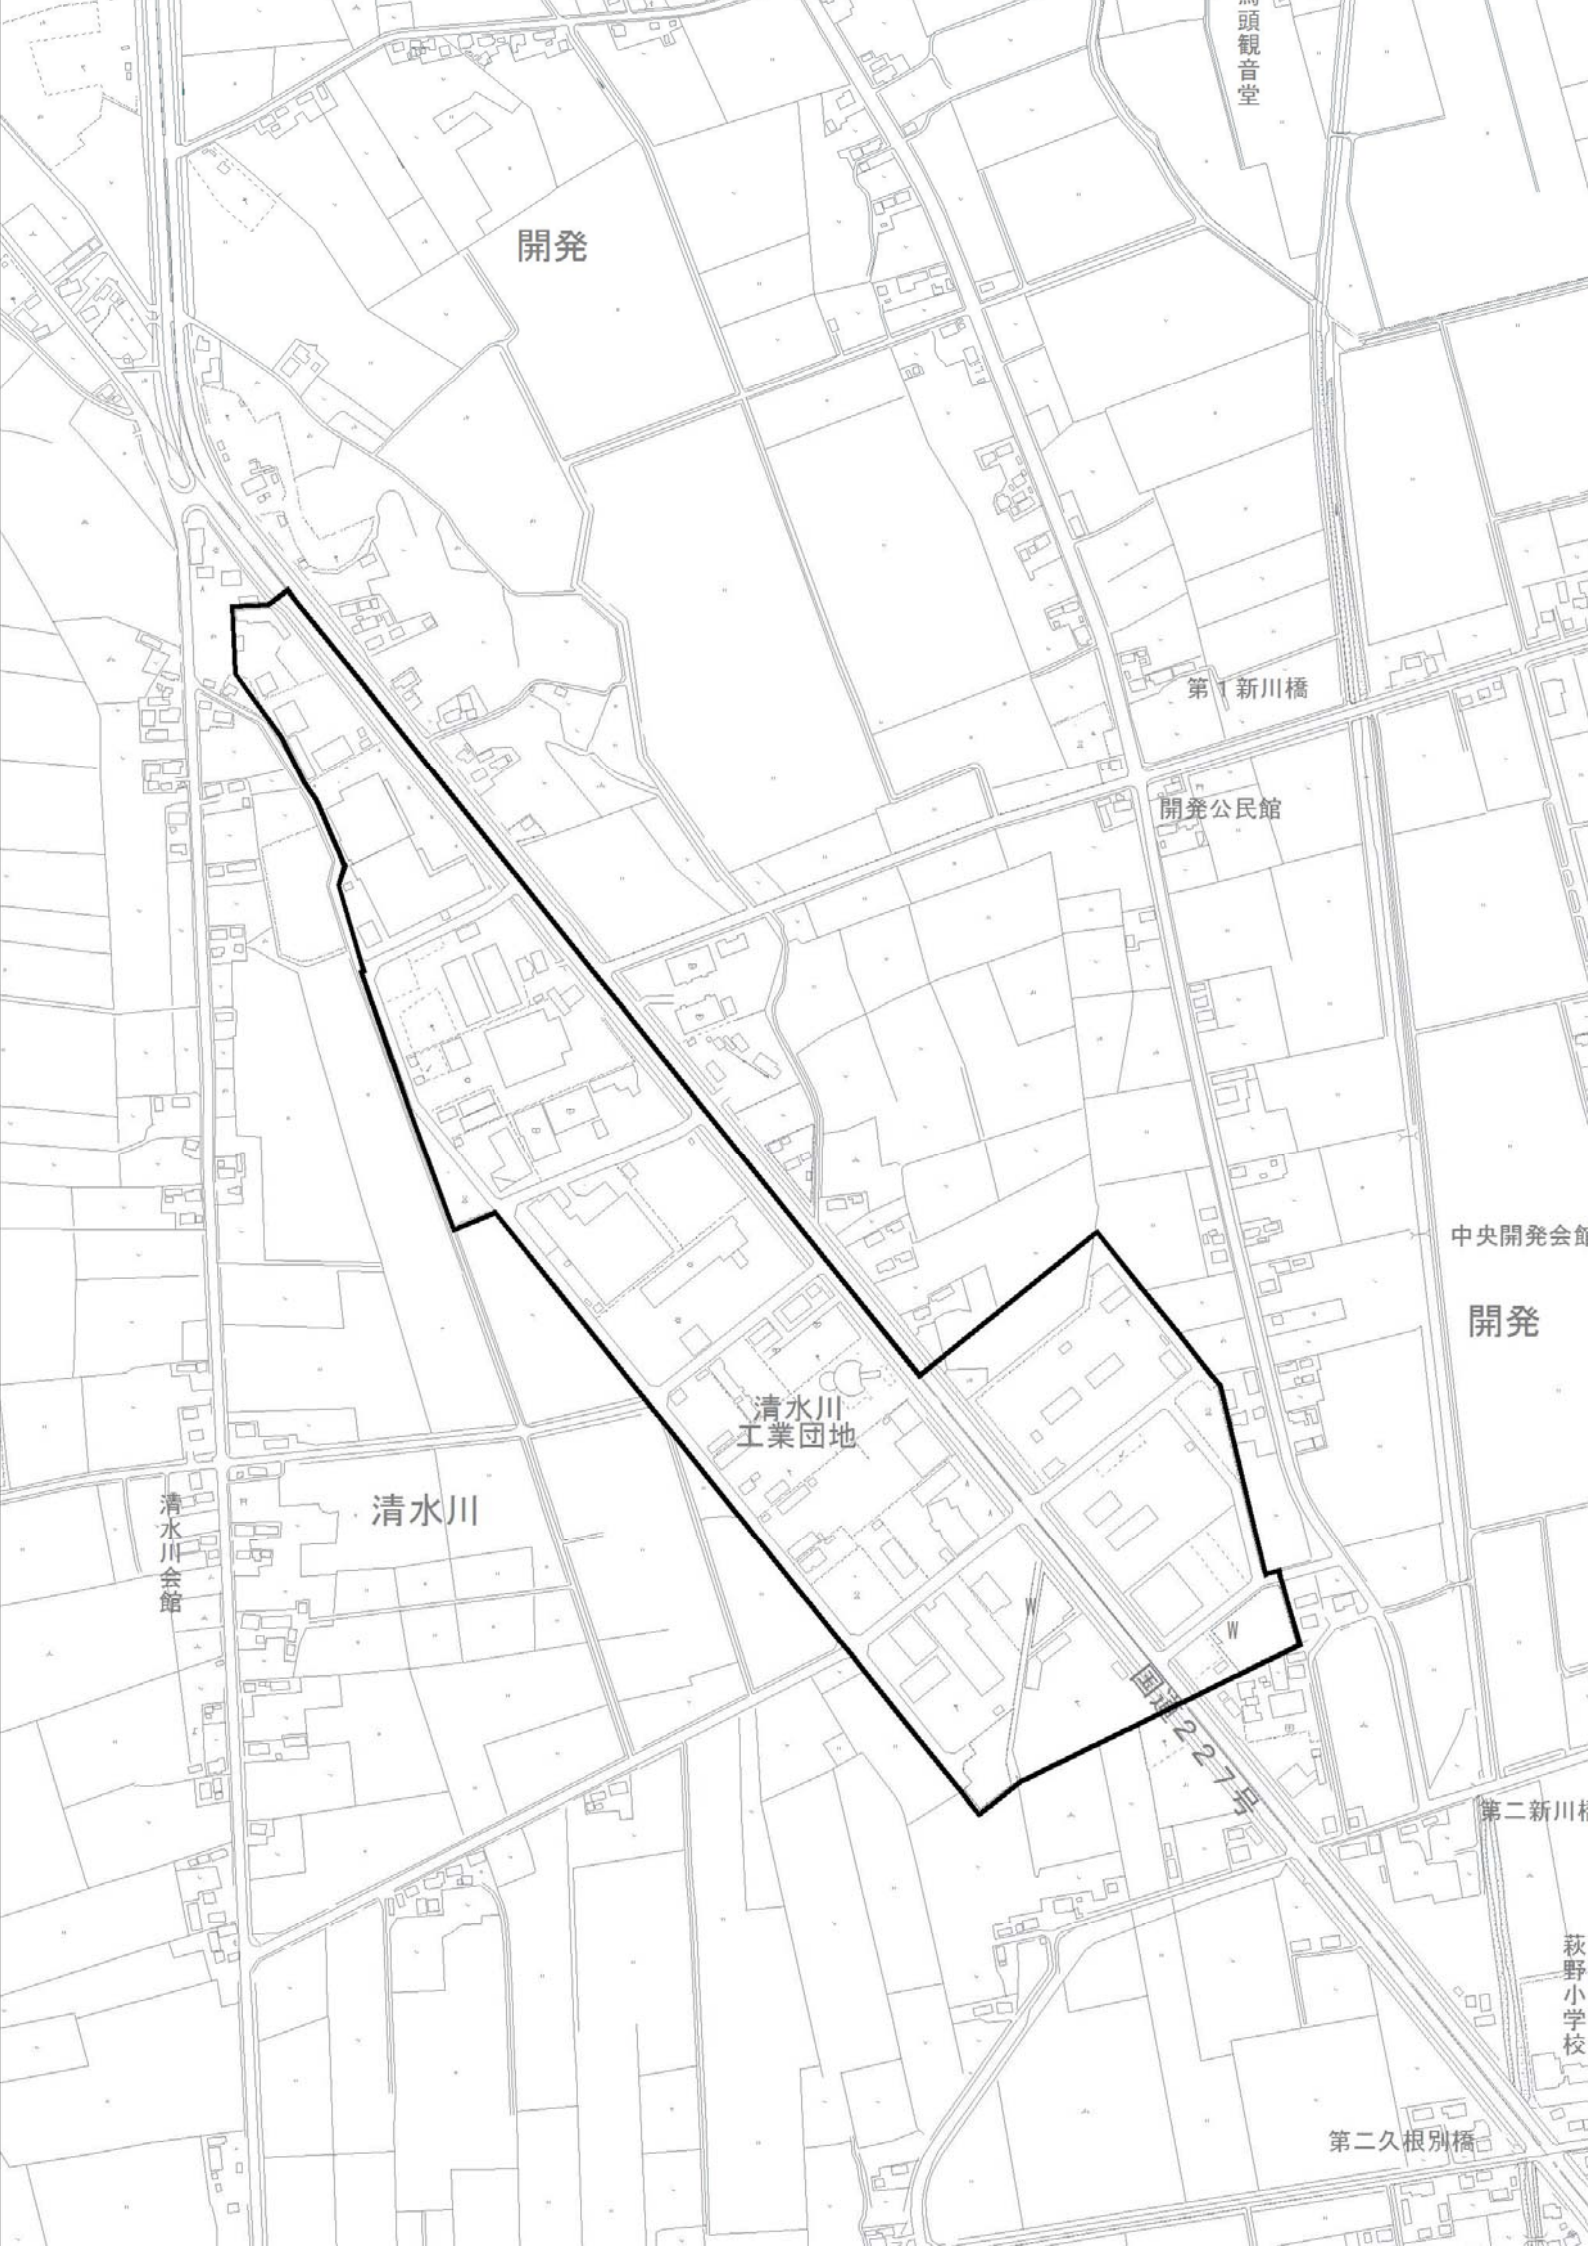 頭観音堂
開発
第1新川橋
開発公民館
中央開発会館
開発
清水川
工業団地
清水川
清水川会館
W
W
国道227号
第二新川橋
萩野小学校
第二久根別橋